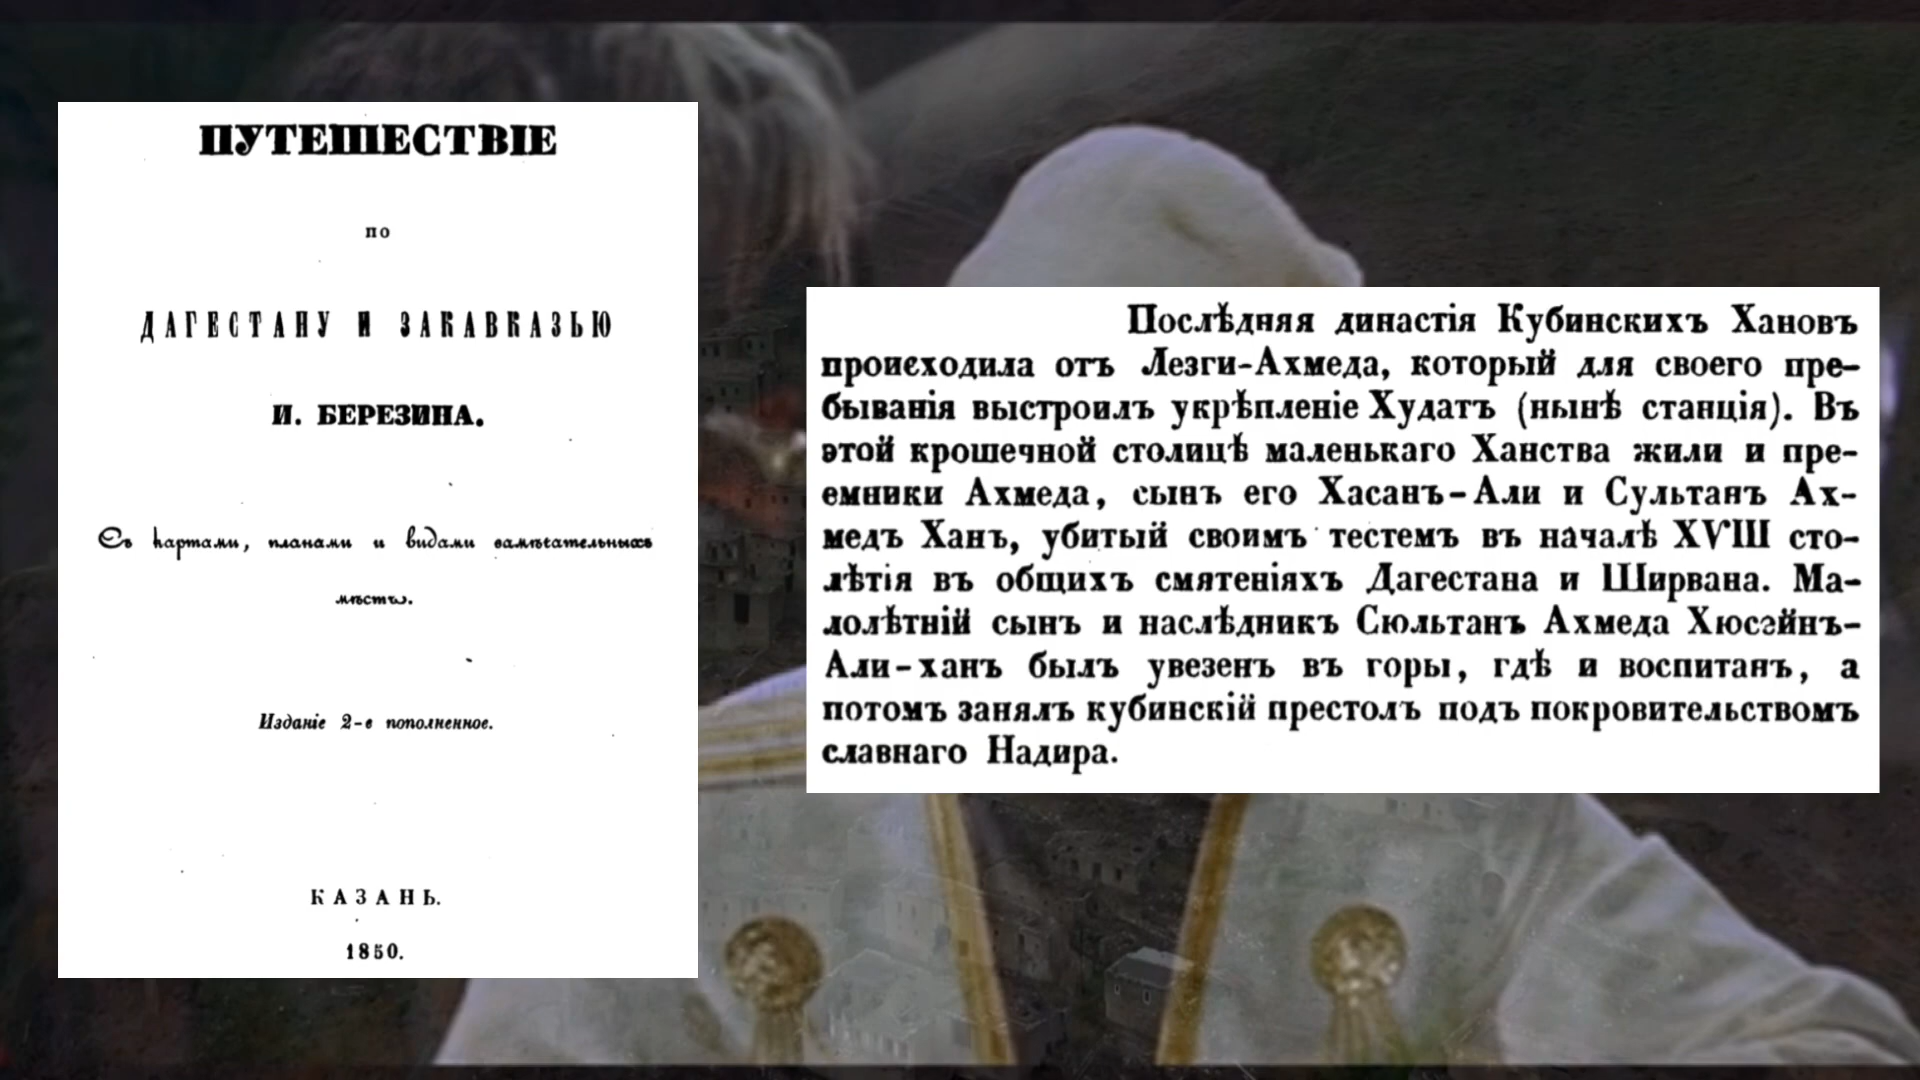 ПУТЕШЕСТВІЕ
ПО
ДАГЕСТАНУ И ЗАКАВКАЗЬЮ
И. БЕРЕЗИНА.
Съ картами, планами и видами замѣчательныхъ
мѣстъ.
Изданіе 2-е пополненное.
КАЗАНЬ.
1850.
Послѣдняя династія Кубинскихъ Хановъ
происходила отъ Лезги-Ахмеда, который для своего пре-
быванія выстроилъ укрѣпленіе Худатъ (нынѣ станція). Въ
этой крошечной столицѣ маленькаго Ханства жили и пре-
емники Ахмеда, сынъ его Хасанъ-Али и Султанъ Ах-
медъ Ханъ, убитый своимъ тестемъ въ началѣ XVIII сто-
лѣтія въ общихъ смятеніяхъ Дагестана и Ширвана. Ма-
лолѣтній сынъ и наслѣдникъ Сюльтанъ Ахмеда Хюсэйнъ-
Али-ханъ былъ увезенъ въ горы, гдѣ и воспитанъ, а
потомъ занялъ кубинскій престолъ подъ покровительствомъ
славнаго Надира.